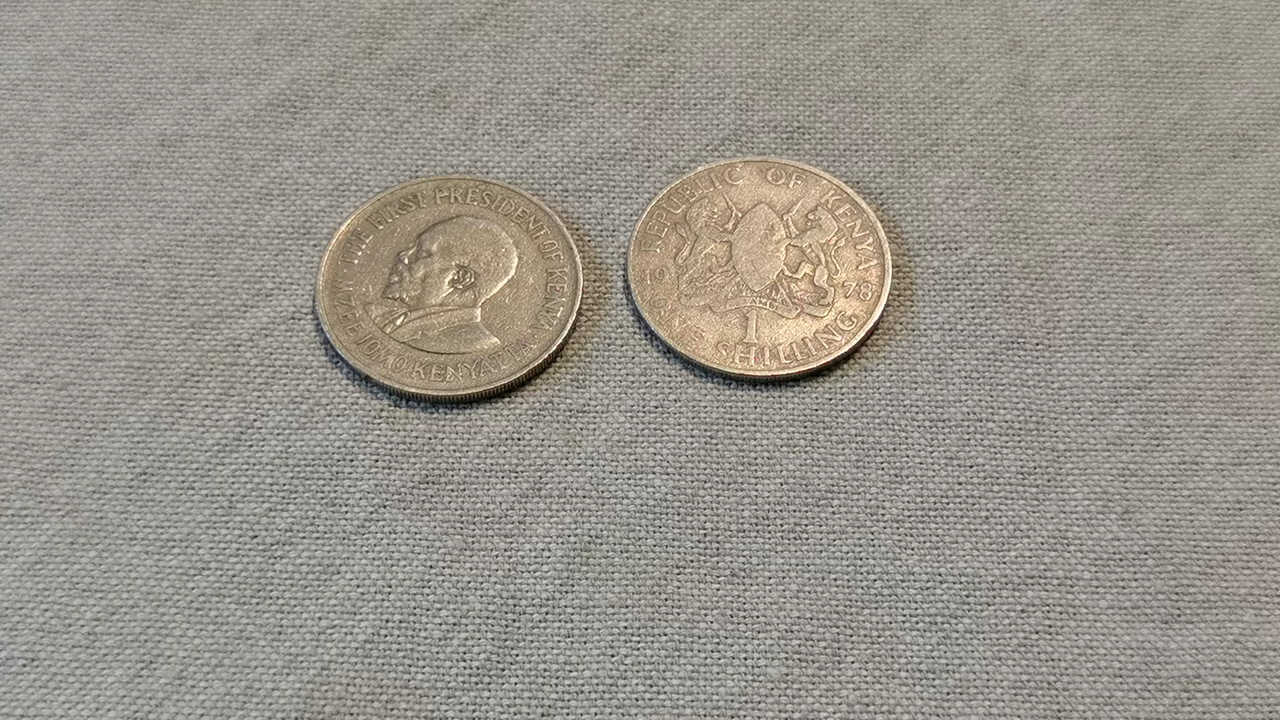 MZEE JOMO KENYATTA
THE FIRST PRESIDENT OF KENYA
REPUBLIC OF KENYA
19 78
1
ONE SHILLING